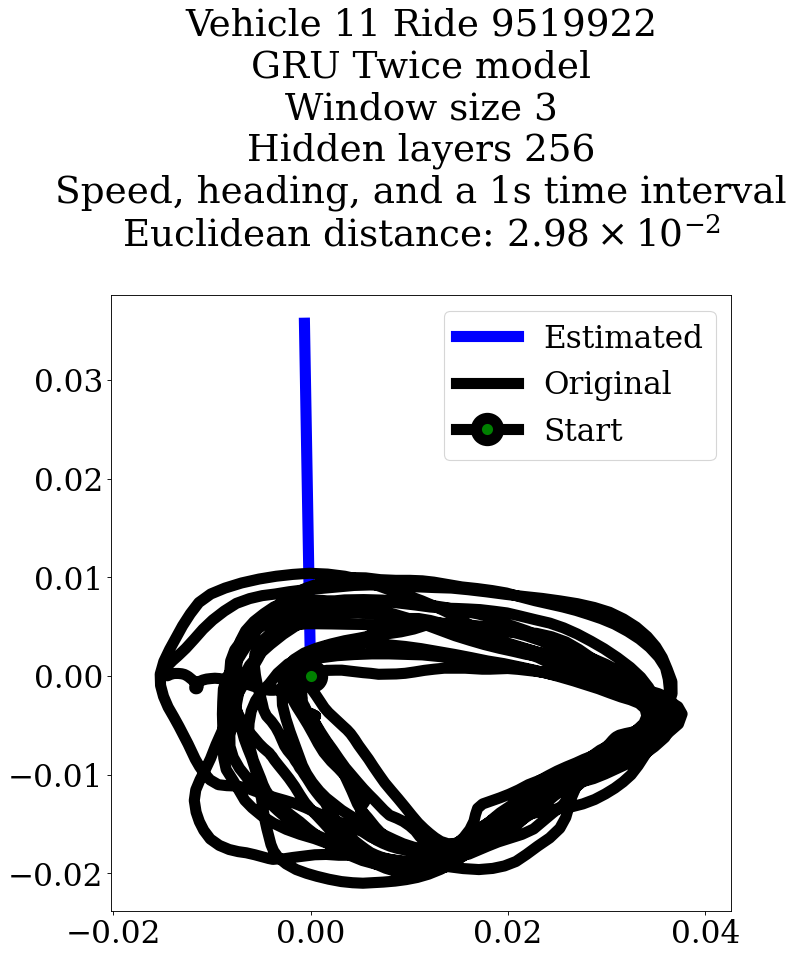 Vehicle 11 Ride 9519922
GRU Twice model
Window size 3
Hidden layers 256
Speed, heading, and a 1s time interval
Euclidean distance: 2.98 × 10⁻²
Estimated
Original
Start
0.03
0.02
0.01
0.00
−0.01
−0.02
−0.02 0.00 0.02 0.04